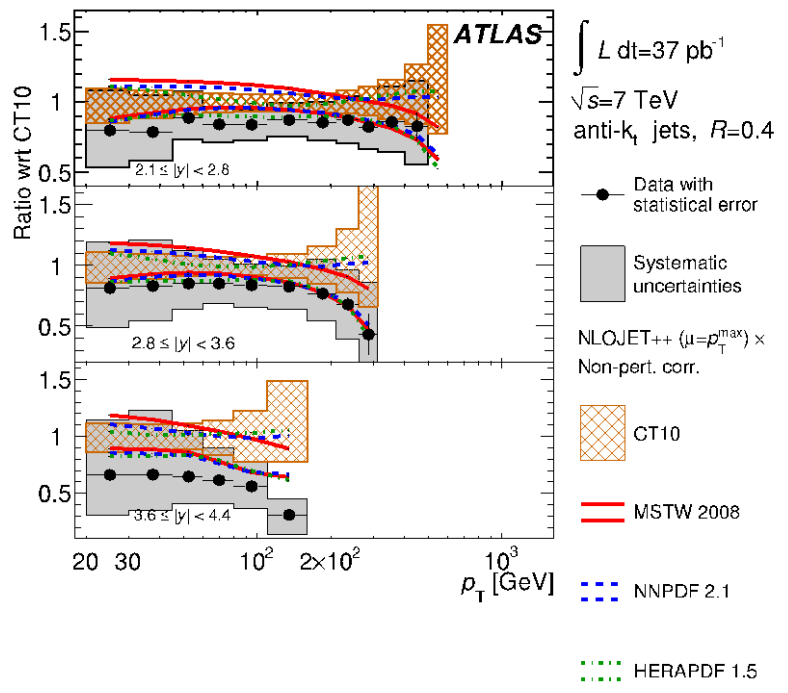 Ratio wrt CT10
ATLAS
1.5
1
0.5
2.1 ≤ |y| < 2.8
1.5
1
0.5
2.8 ≤ |y| < 3.6
1.5
1
0.5
3.6 ≤ |y| < 4.4
20 30 10² 2×10² 10³
p_T [GeV]
∫ L dt=37 pb⁻¹
√s=7 TeV
anti-k_t jets, R=0.4
Data with
statistical error
Systematic
uncertainties
NLOJET++ (μ=p_T^max) ×
Non-pert. corr.
CT10
MSTW 2008
NNPDF 2.1
HERAPDF 1.5